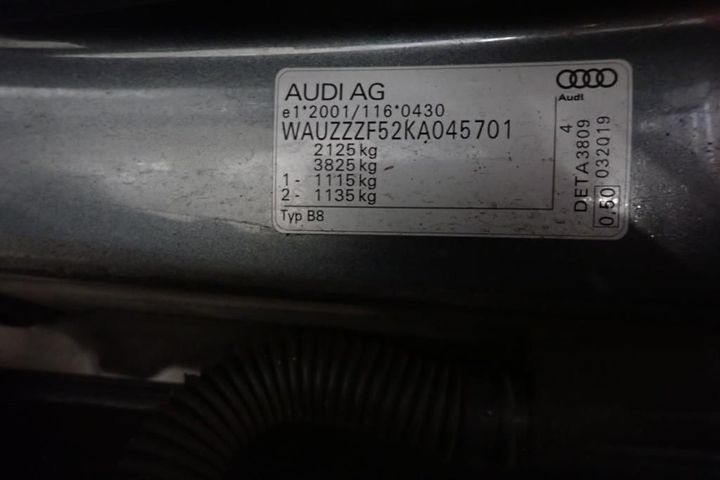 AUDI AG
e1*2001/116*0430
WAUZZZF52KA045701
2125 kg
3825 kg
1 - 1115 kg
2 - 1135 kg
Typ B8
Audi
4
DETA3809
0,50 032019